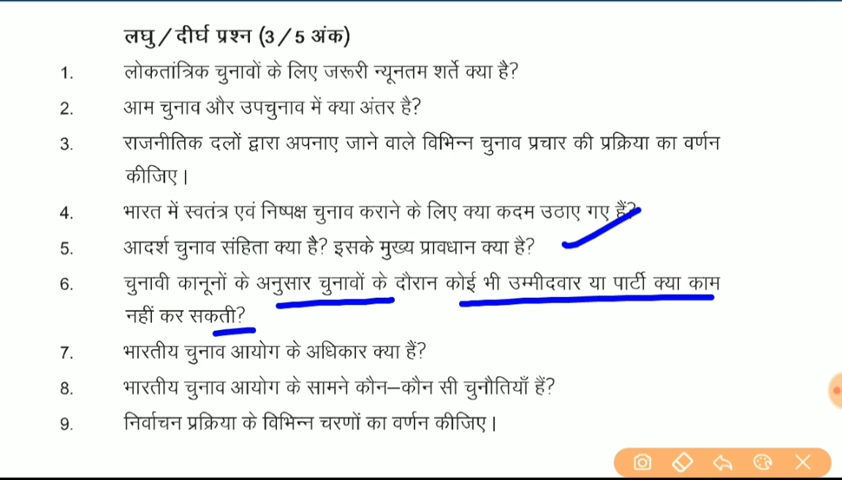 लघु / दीर्घ प्रश्न (3 / 5 अंक)
1. लोकतांत्रिक चुनावों के लिए जरूरी न्यूनतम शर्ते क्या है?
2. आम चुनाव और उपचुनाव में क्या अंतर है?
3. राजनीतिक दलों द्वारा अपनाए जाने वाले विभिन्न चुनाव प्रचार की प्रक्रिया का वर्णन
कीजिए।
4. भारत में स्वतंत्र एवं निष्पक्ष चुनाव कराने के लिए क्या कदम उठाए गए हैं?
5. आदर्श चुनाव संहिता क्या है? इसके मुख्य प्रावधान क्या है?
6. चुनावी कानूनों के अनुसार चुनावों के दौरान कोई भी उम्मीदवार या पार्टी क्या काम
नहीं कर सकती?
7. भारतीय चुनाव आयोग के अधिकार क्या हैं?
8. भारतीय चुनाव आयोग के सामने कौन–कौन सी चुनौतियाँ हैं?
9. निर्वाचन प्रक्रिया के विभिन्न चरणों का वर्णन कीजिए।